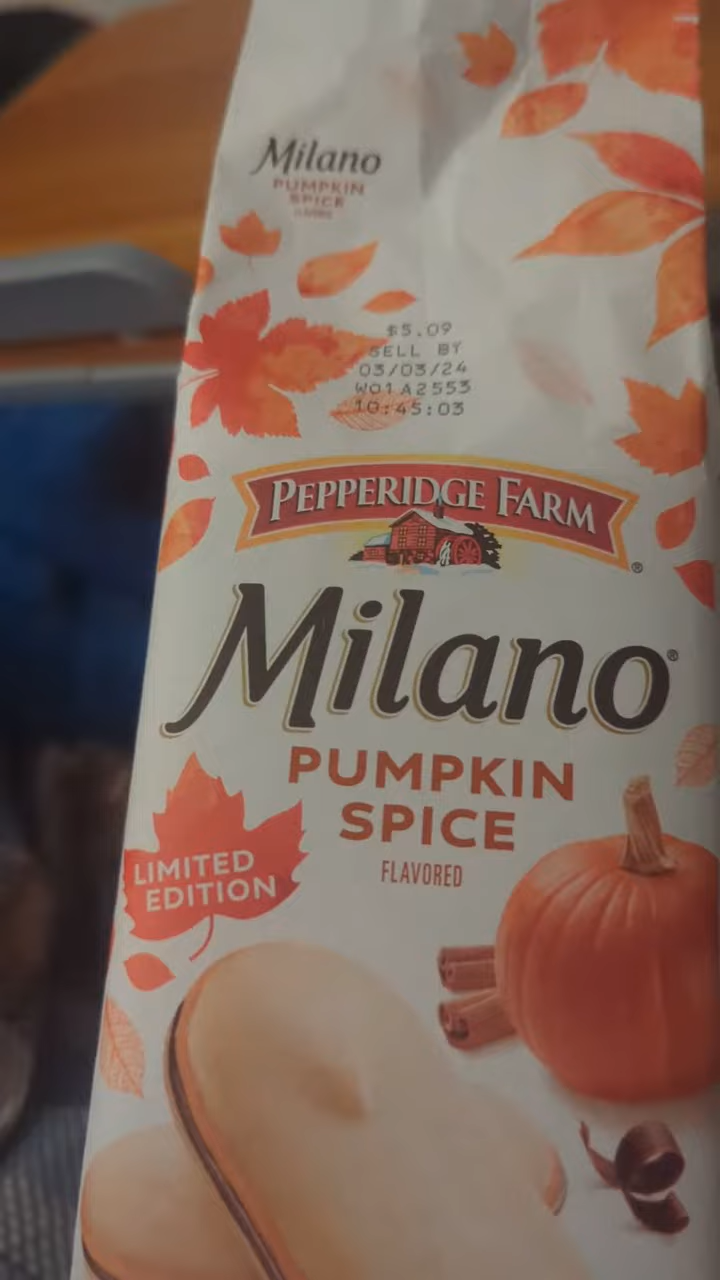 Milano
PUMPKIN
SPICE
FLAVORED
$5.09
SELL BY
03/03/24
W01A2553
10:45:03
PEPPERIDGE FARM®
Milano®
PUMPKIN
SPICE
FLAVORED
LIMITED
EDITION